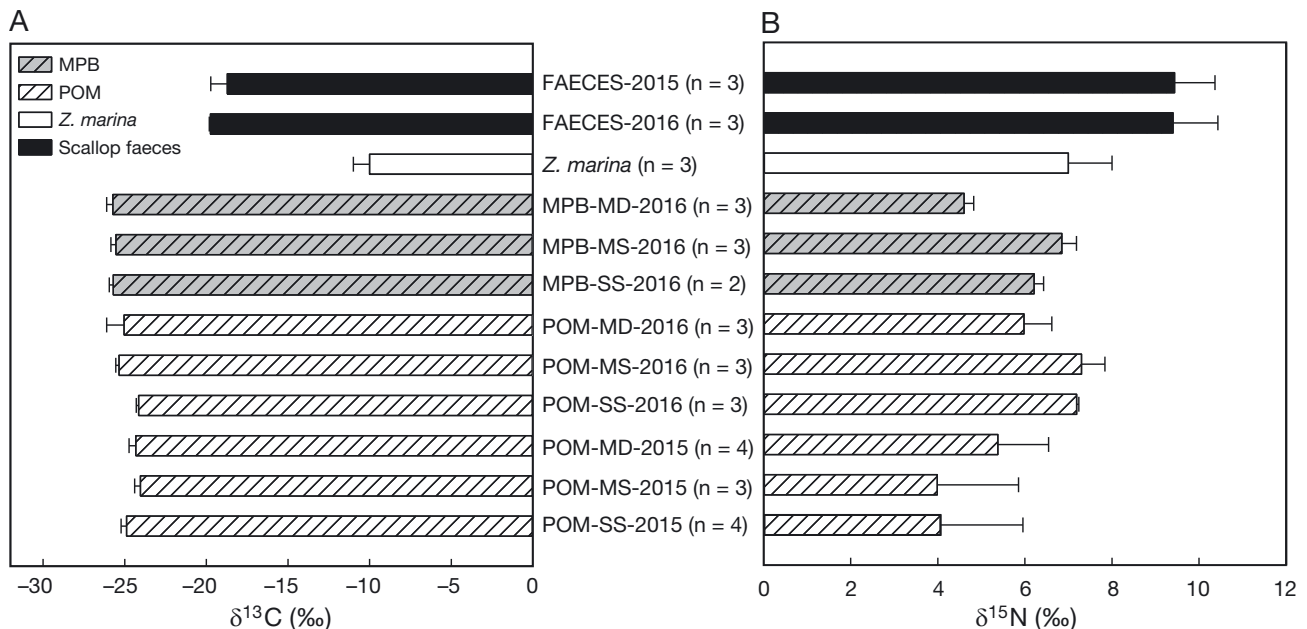 A
B
MPB
POM
Z. marina
Scallop faeces
FAECES-2015 (n = 3)
FAECES-2016 (n = 3)
Z. marina (n = 3)
MPB-MD-2016 (n = 3)
MPB-MS-2016 (n = 3)
MPB-SS-2016 (n = 2)
POM-MD-2016 (n = 3)
POM-MS-2016 (n = 3)
POM-SS-2016 (n = 3)
POM-MD-2015 (n = 4)
POM-MS-2015 (n = 3)
POM-SS-2015 (n = 4)
–30 –25 –20 –15 –10 –5 0
0 2 4 6 8 10 12
δ¹³C (‰)
δ¹⁵N (‰)